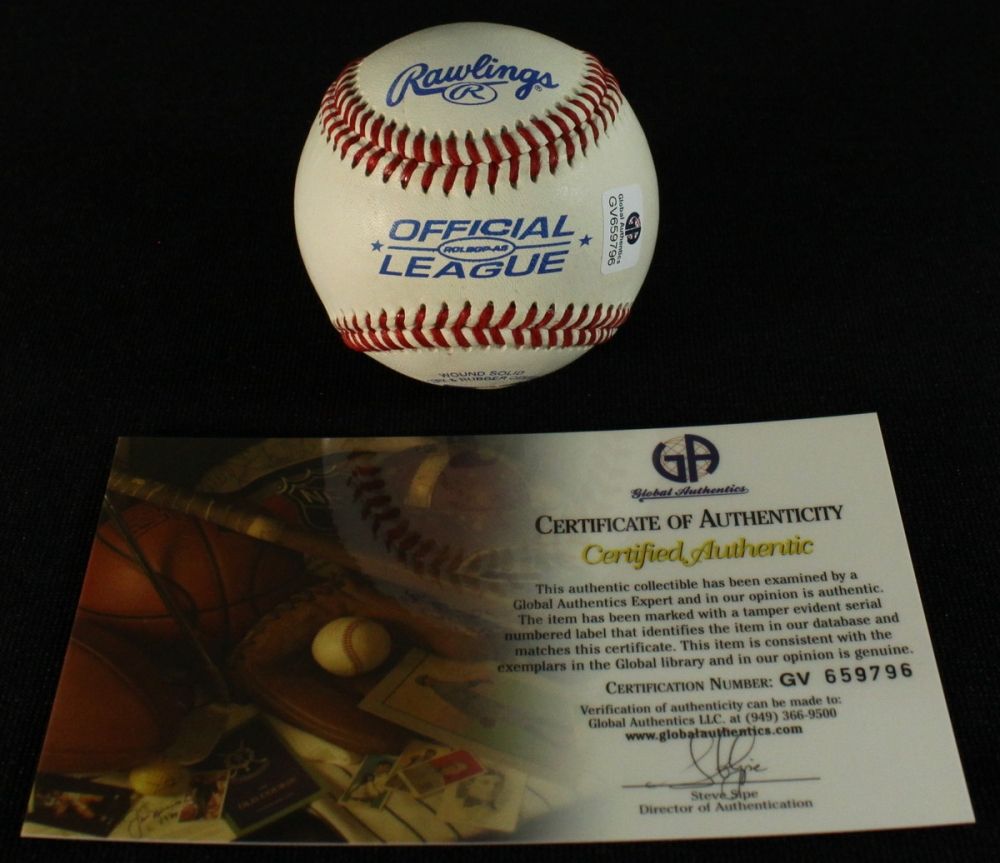 Rawlings
R
OFFICIAL
LEAGUE
WOUND SOLID
Global Authentics
GA
GV659796
GA
Global Authentics
CERTIFICATE OF AUTHENTICITY
Certified Authentic
This authentic collectible has been examined by a
Global Authentics Expert and in our opinion is authentic.
The item has been marked with a tamper evident serial
numbered label that identifies the item in our database and
matches this certificate. This item is consistent with the
exemplars in the Global library and in our opinion is genuine.
CERTIFICATION NUMBER: GV 659796
Verification of authenticity can be made to:
Global Authentics LLC. at (949) 366-9500
www.globalauthentics.com
Steve Sipe
Director of Authentication